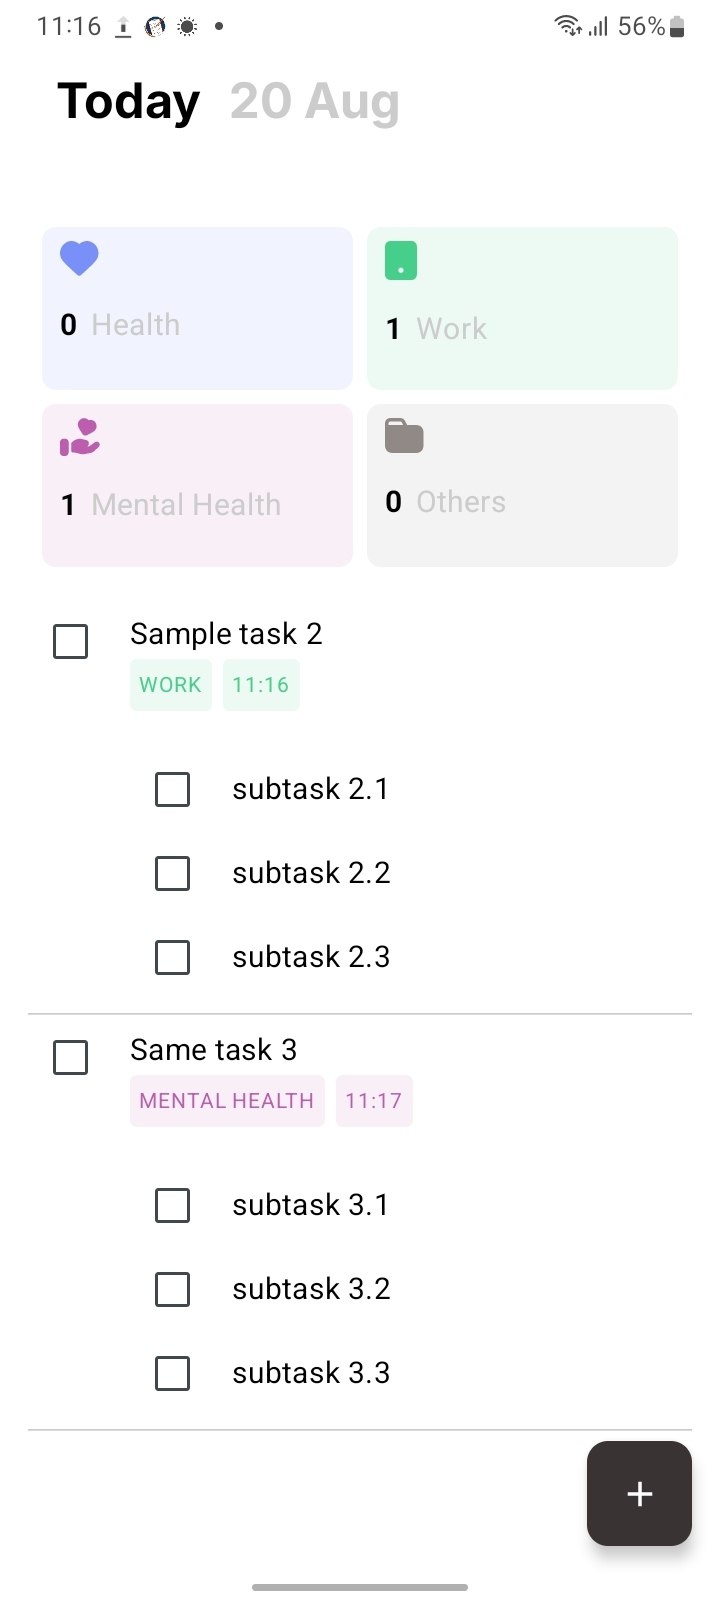 11:16 56%
Today 20 Aug
0 Health
1 Work
1 Mental Health
0 Others
Sample task 2
WORK 11:16
subtask 2.1
subtask 2.2
subtask 2.3
Same task 3
MENTAL HEALTH 11:17
subtask 3.1
subtask 3.2
subtask 3.3
+